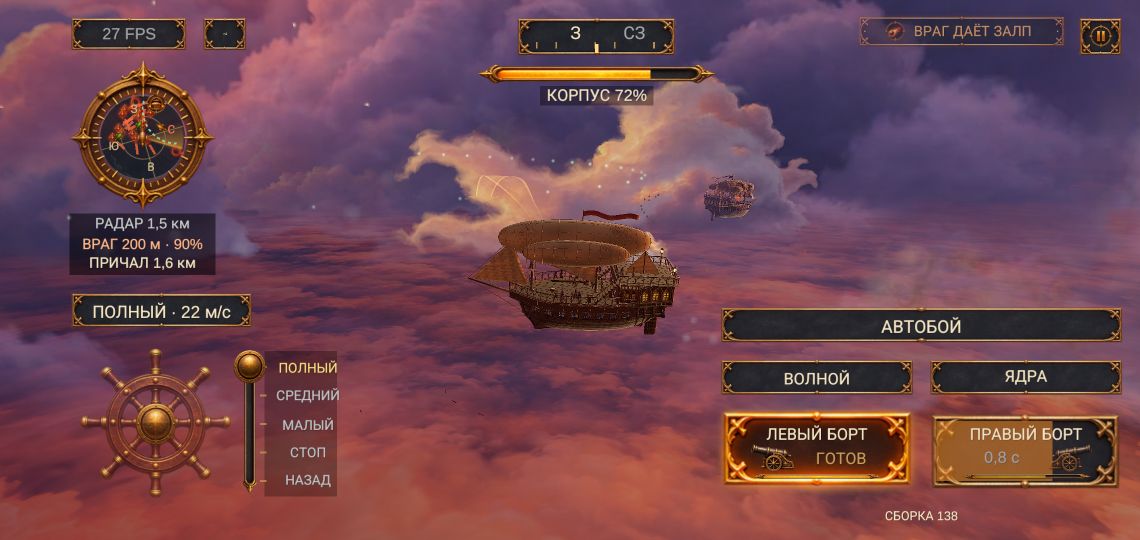 27 FPS
З СЗ
ВРАГ ДАЁТ ЗАЛП
КОРПУС 72%
З
С
Ю
В
РАДАР 1,5 км
ВРАГ 200 м · 90%
ПРИЧАЛ 1,6 км
ПОЛНЫЙ · 22 м/с
ПОЛНЫЙ
СРЕДНИЙ
МАЛЫЙ
СТОП
НАЗАД
АВТОБОЙ
ВОЛНОЙ
ЯДРА
ЛЕВЫЙ БОРТ
ГОТОВ
ПРАВЫЙ БОРТ
0,8 с
СБОРКА 138